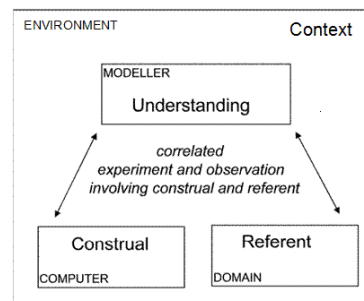 ENVIRONMENT
Context
MODELLER
Understanding
correlated
experiment and observation
involving construal and referent
Construal
COMPUTER
Referent
DOMAIN